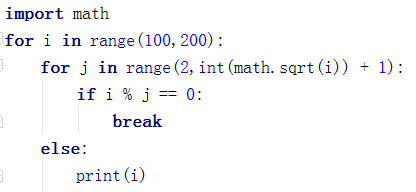 import math
for i in range(100,200):
    for j in range(2,int(math.sqrt(i)) + 1):
        if i % j == 0:
            break
    else:
        print(i)